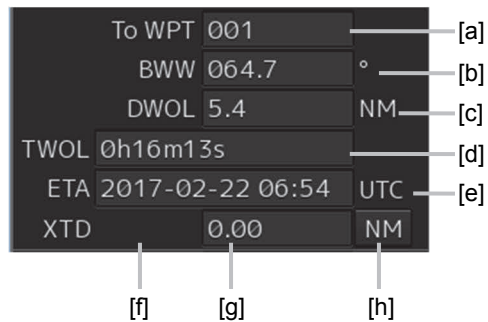 To WPT 001 [a]
BWW 064.7 ° [b]
DWOL 5.4 NM [c]
TWOL 0h16m13s [d]
ETA 2017-02-22 06:54 UTC [e]
XTD 0.00 NM
[f] [g] [h]